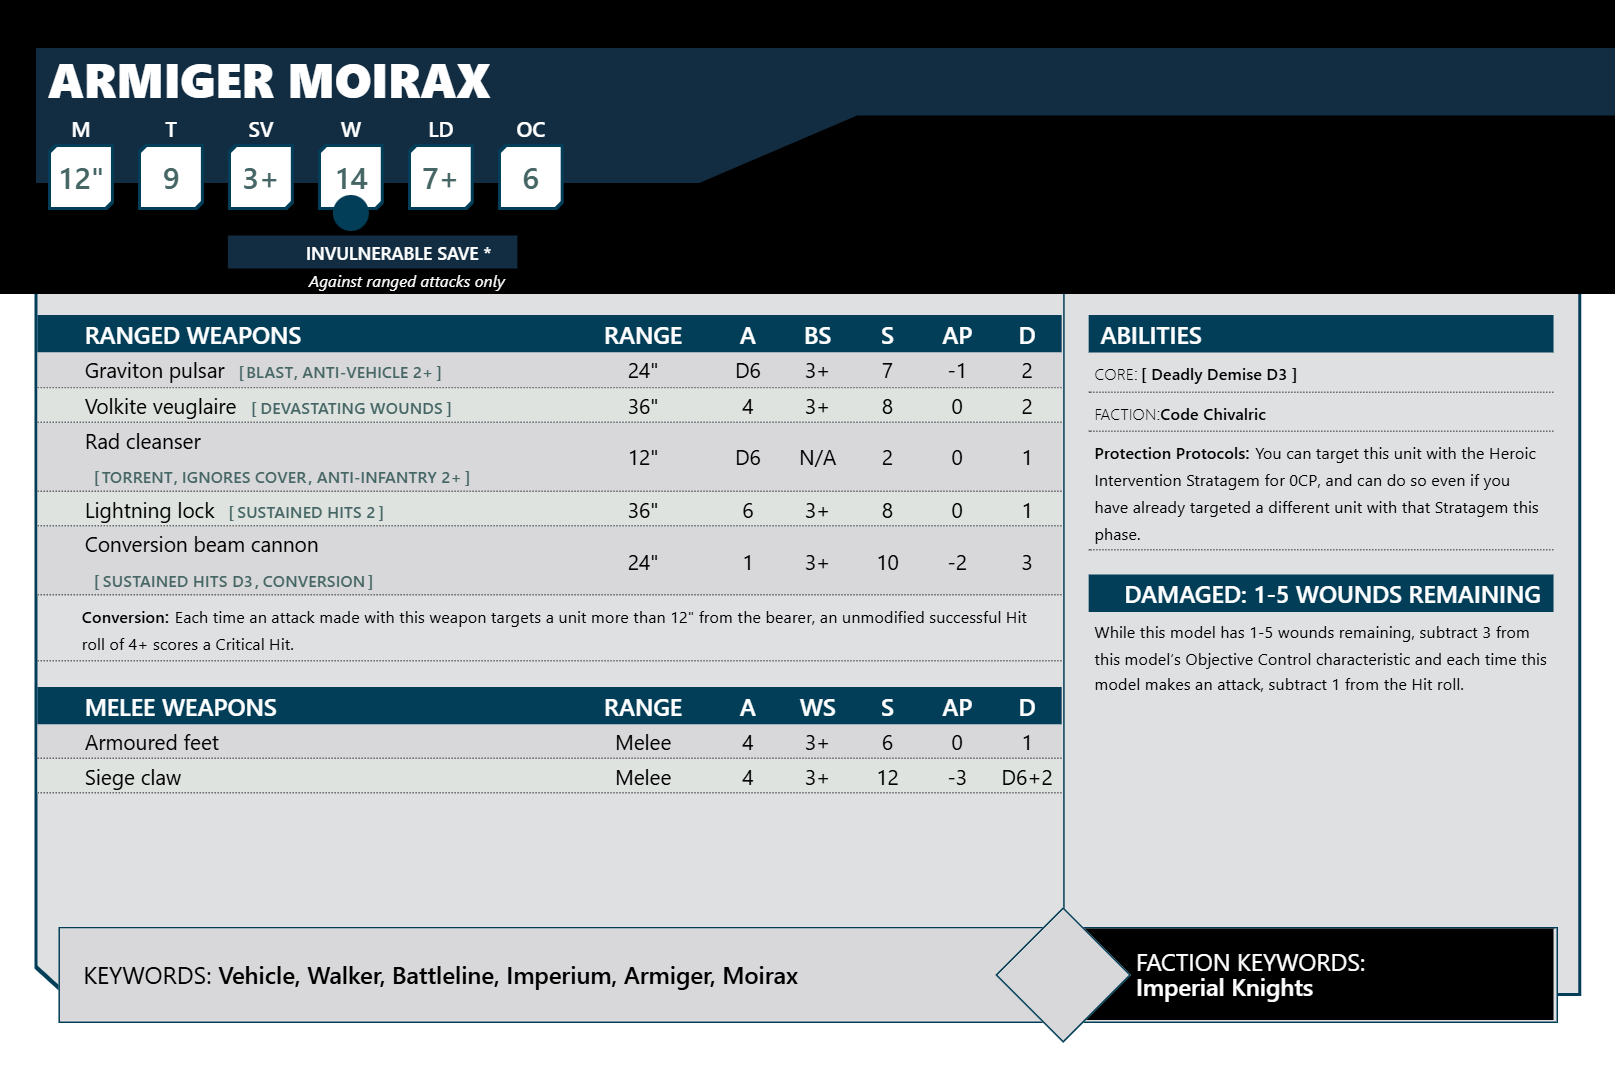 ARMIGER MOIRAX
M T SV W LD OC
12" 9 3+ 14 7+ 6
INVULNERABLE SAVE *
Against ranged attacks only
RANGED WEAPONS RANGE A BS S AP D
Graviton pulsar [ BLAST, ANTI-VEHICLE 2+ ] 24" D6 3+ 7 -1 2
Volkite veuglaire [ DEVASTATING WOUNDS ] 36" 4 3+ 8 0 2
Rad cleanser
[ TORRENT, IGNORES COVER, ANTI-INFANTRY 2+ ] 12" D6 N/A 2 0 1
Lightning lock [ SUSTAINED HITS 2 ] 36" 6 3+ 8 0 1
Conversion beam cannon
[ SUSTAINED HITS D3, CONVERSION ] 24" 1 3+ 10 -2 3
Conversion: Each time an attack made with this weapon targets a unit more than 12" from the bearer, an unmodified successful Hit
roll of 4+ scores a Critical Hit.
MELEE WEAPONS RANGE A WS S AP D
Armoured feet Melee 4 3+ 6 0 1
Siege claw Melee 4 3+ 12 -3 D6+2
ABILITIES
CORE: [ Deadly Demise D3 ]
FACTION:Code Chivalric
Protection Protocols: You can target this unit with the Heroic
Intervention Stratagem for 0CP, and can do so even if you
have already targeted a different unit with that Stratagem this
phase.
DAMAGED: 1-5 WOUNDS REMAINING
While this model has 1-5 wounds remaining, subtract 3 from
this model's Objective Control characteristic and each time this
model makes an attack, subtract 1 from the Hit roll.
KEYWORDS: Vehicle, Walker, Battleline, Imperium, Armiger, Moirax
FACTION KEYWORDS:
Imperial Knights